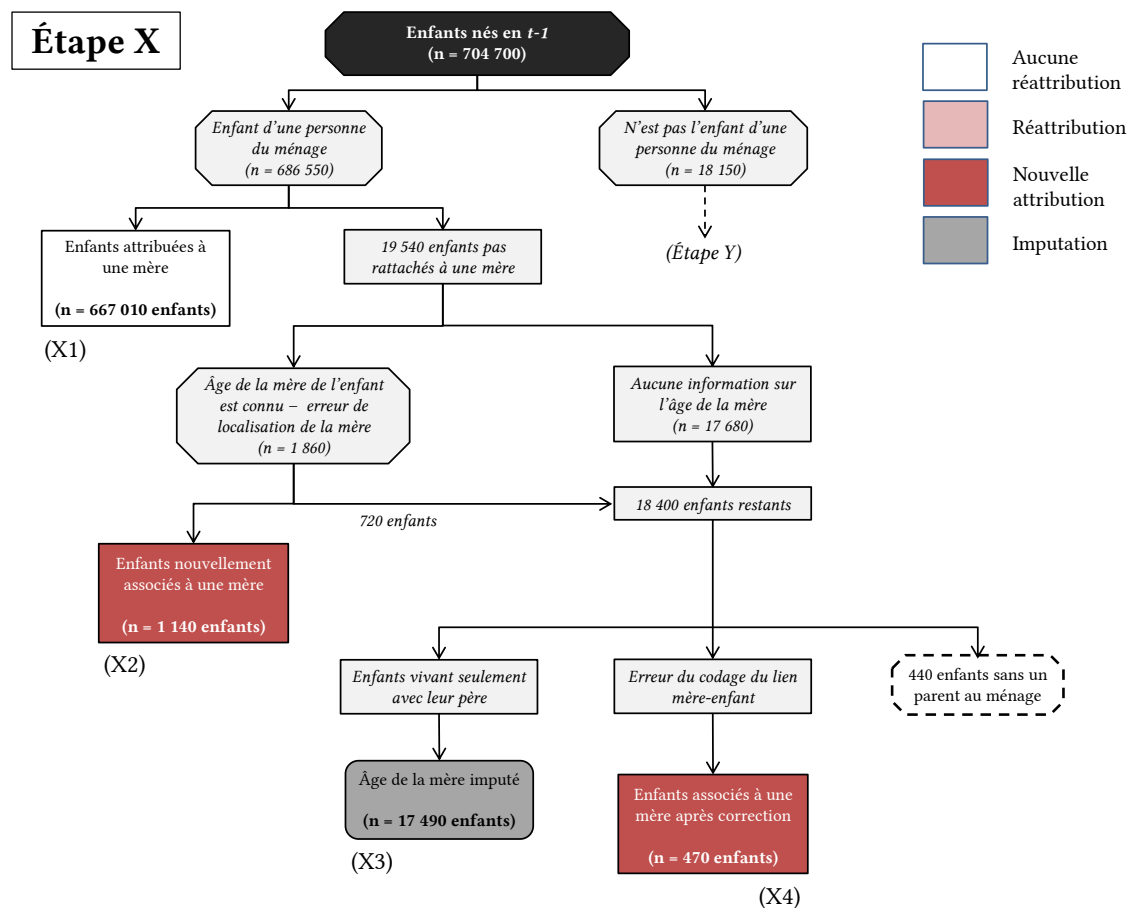 Étape X
Enfants nés en t-1
(n = 704 700)
Aucune
réattribution
Réattribution
Nouvelle
attribution
Imputation
Enfant d'une personne
du ménage
(n = 686 550)
N'est pas l'enfant d'une
personne du ménage
(n = 18 150)
Enfants attribuées à
une mère
(n = 667 010 enfants)
(X1)
19 540 enfants pas
rattachés à une mère
(Étape Y)
Âge de la mère de l'enfant
est connu – erreur de
localisation de la mère
(n = 1 860)
Aucune information sur
l'âge de la mère
(n = 17 680)
720 enfants
18 400 enfants restants
Enfants nouvellement
associés à une mère
(n = 1 140 enfants)
(X2)
Enfants vivant seulement
avec leur père
Erreur du codage du lien
mère-enfant
440 enfants sans un
parent au ménage
Âge de la mère imputé
(n = 17 490 enfants)
(X3)
Enfants associés à une
mère après correction
(n = 470 enfants)
(X4)